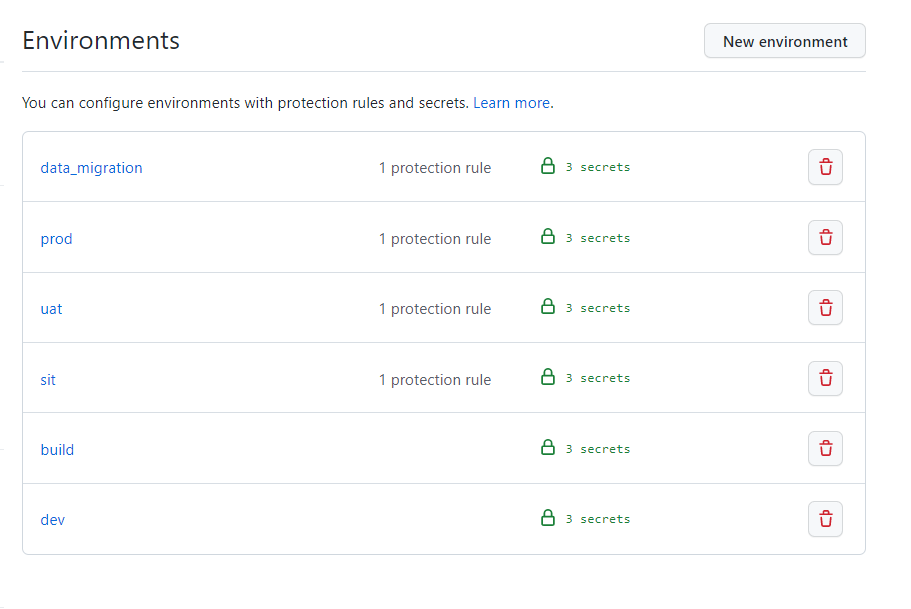 Environments
New environment
You can configure environments with protection rules and secrets. Learn more.
data_migration 1 protection rule 3 secrets
prod 1 protection rule 3 secrets
uat 1 protection rule 3 secrets
sit 1 protection rule 3 secrets
build 3 secrets
dev 3 secrets